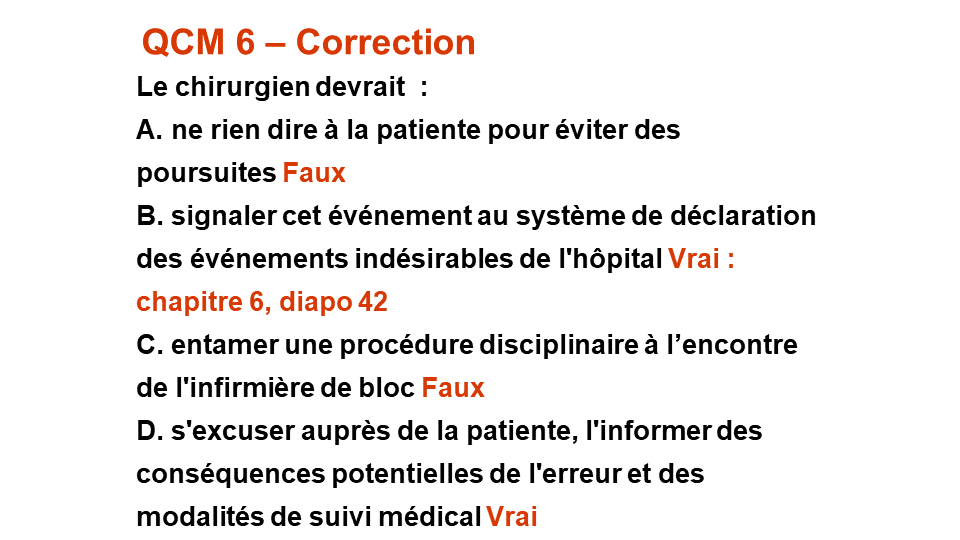 QCM 6 – Correction
Le chirurgien devrait  :
A. ne rien dire à la patiente pour éviter des
poursuites Faux
B. signaler cet événement au système de déclaration
des événements indésirables de l'hôpital Vrai :
chapitre 6, diapo 42
C. entamer une procédure disciplinaire à l’encontre
de l'infirmière de bloc Faux
D. s'excuser auprès de la patiente, l'informer des
conséquences potentielles de l'erreur et des
modalités de suivi médical Vrai